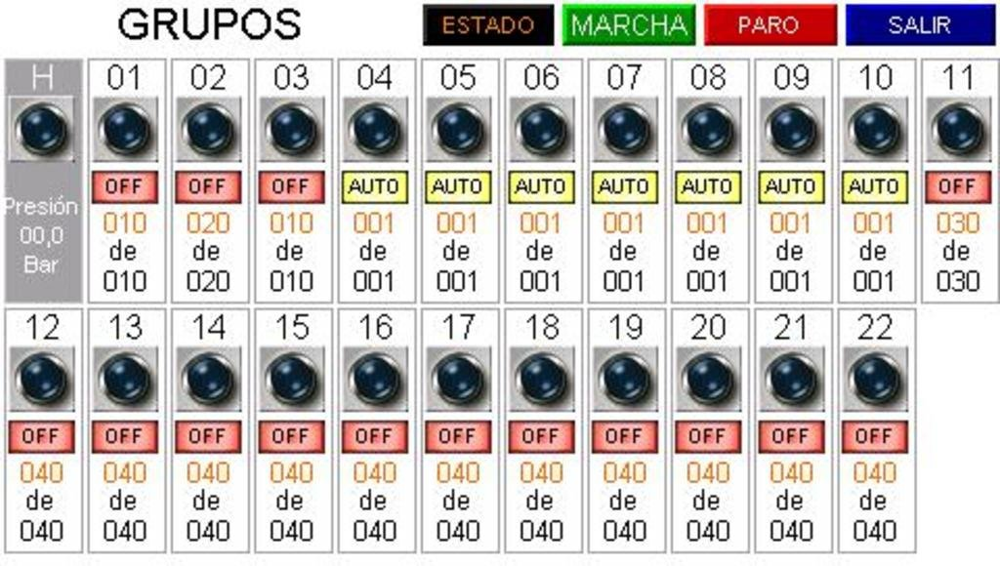 GRUPOS ESTADO MARCHA PARO SALIR
H 01 02 03 04 05 06 07 08 09 10 11
OFF OFF OFF AUTO AUTO AUTO AUTO AUTO AUTO AUTO OFF
Presión 010 020 010 001 001 001 001 001 001 001 030
00,0 de de de de de de de de de de de
Bar 010 020 010 001 001 001 001 001 001 001 030
12 13 14 15 16 17 18 19 20 21 22
OFF OFF OFF OFF OFF OFF OFF OFF OFF OFF OFF
040 040 040 040 040 040 040 040 040 040 040
de de de de de de de de de de de
040 040 040 040 040 040 040 040 040 040 040